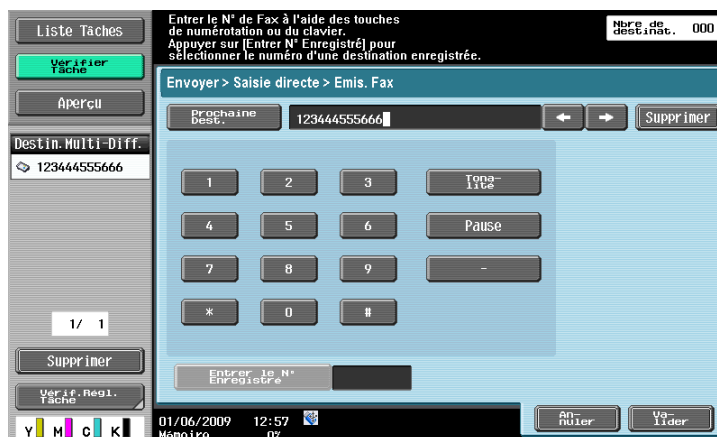 Liste Tâches
Vérifier
Tâche
Aperçu
Destin.Multi-Diff.
123444555666
1/ 1
Supprimer
Vérif.Régl.
Tâche
Y M C K
Entrer le N° de Fax à l'aide des touches
de numérotation ou du clavier.
Appuyer sur [Entrer N° Enregistré] pour
sélectionner le numéro d'une destination enregistrée.
Nbre de
destinat. 000
Envoyer > Saisie directe > Emis. Fax
Prochaine
Dest.
123444555666
← →
Supprimer
1 2 3
Tona-
lité
4 5 6 Pause
7 8 9 -
* 0 #
Entrer le N°
Enregistré
01/06/2009 12:57
Mémoire 0%
An-
nuler
Va-
lider